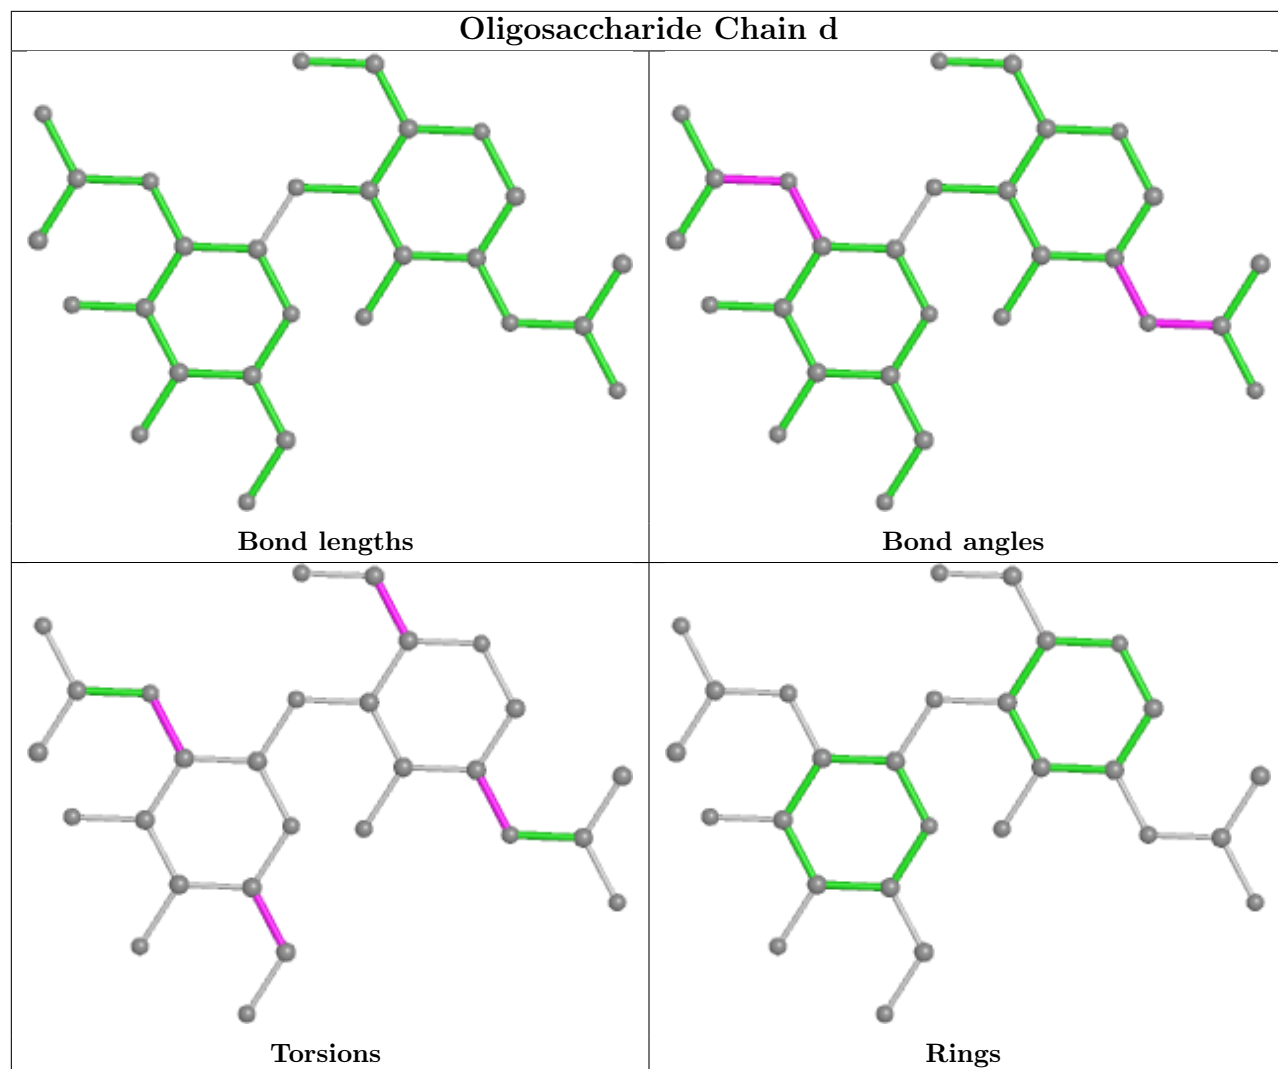 Oligosaccharide Chain d
Bond lengths
Bond angles
Torsions
Rings